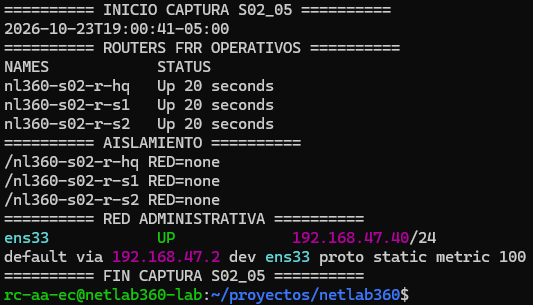 ========== INICIO CAPTURA S02_05 ==========
2026-10-23T19:00:41-05:00
========== ROUTERS FRR OPERATIVOS ==========
NAMES            STATUS
nl360-s02-r-hq   Up 20 seconds
nl360-s02-r-s1   Up 20 seconds
nl360-s02-r-s2   Up 20 seconds
========== AISLAMIENTO ==========
/nl360-s02-r-hq RED=none
/nl360-s02-r-s1 RED=none
/nl360-s02-r-s2 RED=none
========== RED ADMINISTRATIVA ==========
ens33            UP             192.168.47.40/24
default via 192.168.47.2 dev ens33 proto static metric 100
========== FIN CAPTURA S02_05 ==========
rc-aa-ec@netlab360-lab:~/proyectos/netlab360$